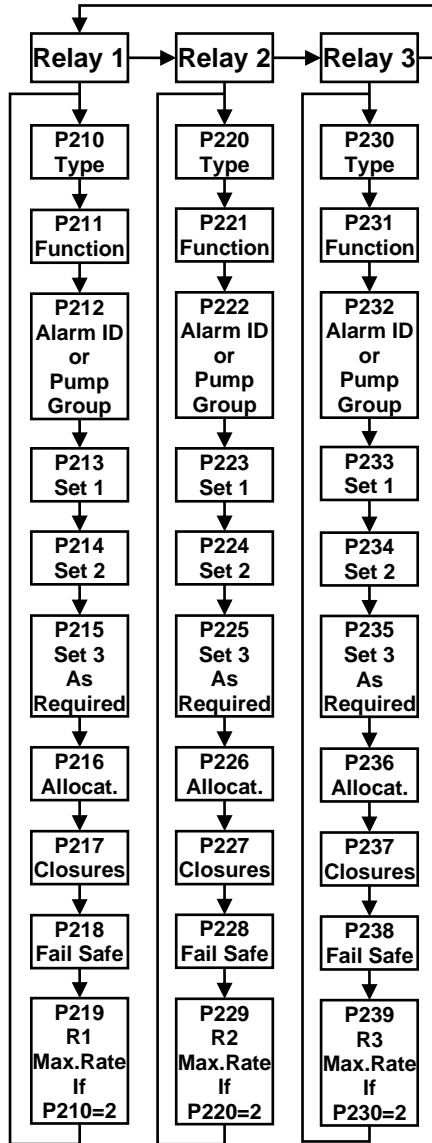 Relay 1
Relay 2
Relay 3
P210
Type
P211
Function
P212
Alarm ID
or
Pump
Group
P213
Set 1
P214
Set 2
P215
Set 3
As
Required
P216
Allocat.
P217
Closures
P218
Fail Safe
P219
R1
Max.Rate
If
P210=2
P220
Type
P221
Function
P222
Alarm ID
or
Pump
Group
P223
Set 1
P224
Set 2
P225
Set 3
As
Required
P226
Allocat.
P227
Closures
P228
Fail Safe
P229
R2
Max.Rate
If
P220=2
P230
Type
P231
Function
P232
Alarm ID
or
Pump
Group
P233
Set 1
P234
Set 2
P235
Set 3
As
Required
P236
Allocat.
P237
Closures
P238
Fail Safe
P239
R3
Max.Rate
If
P230=2